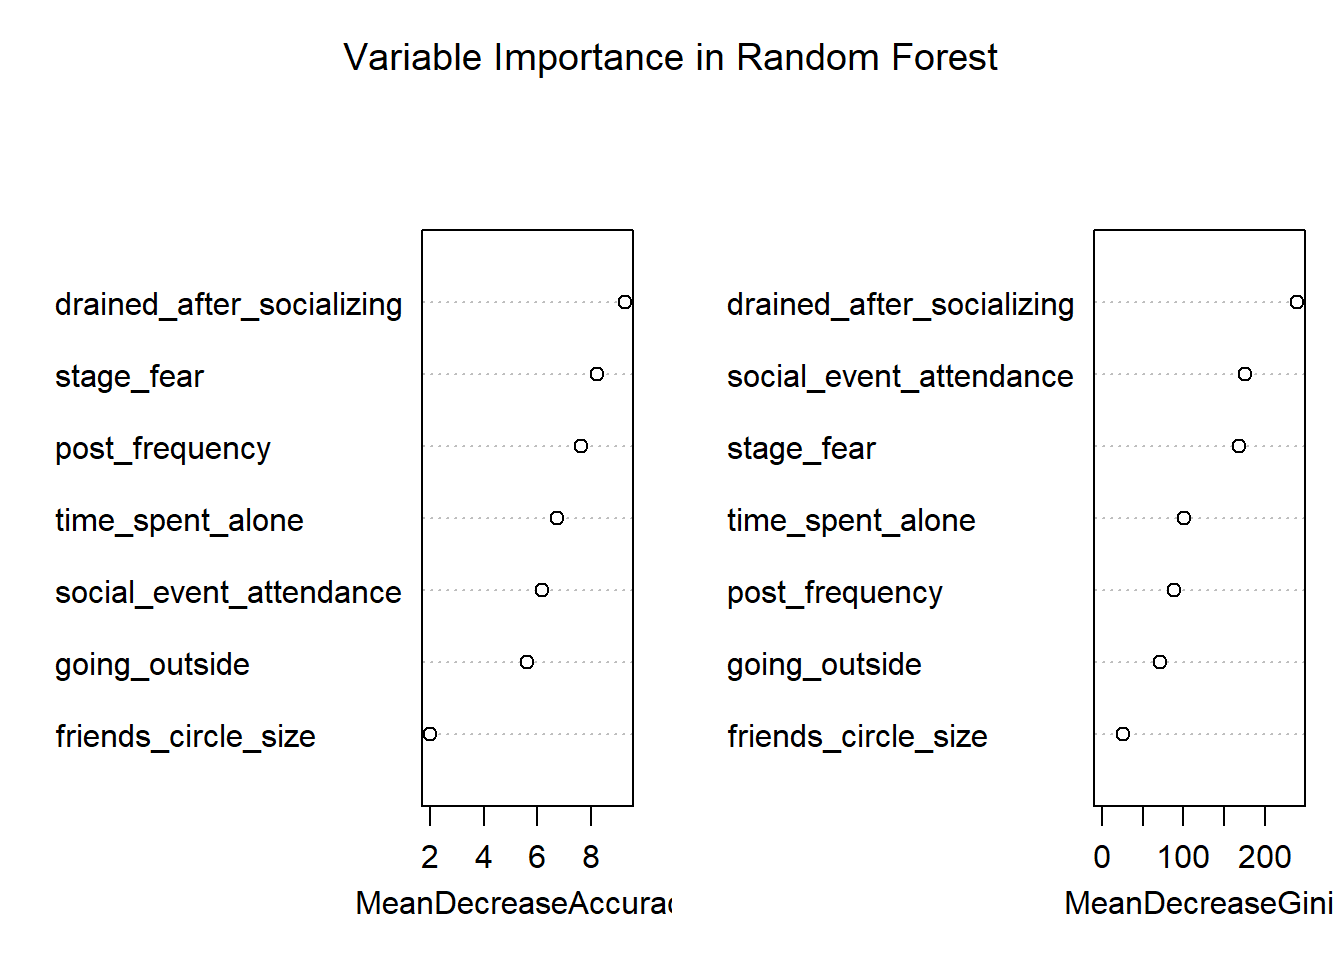 Variable Importance in Random Forest
drained_after_socializing
stage_fear
post_frequency
time_spent_alone
social_event_attendance
going_outside
friends_circle_size
2 4 6 8
MeanDecreaseAccurac
drained_after_socializing
social_event_attendance
stage_fear
time_spent_alone
post_frequency
going_outside
friends_circle_size
0 100 200
MeanDecreaseGini